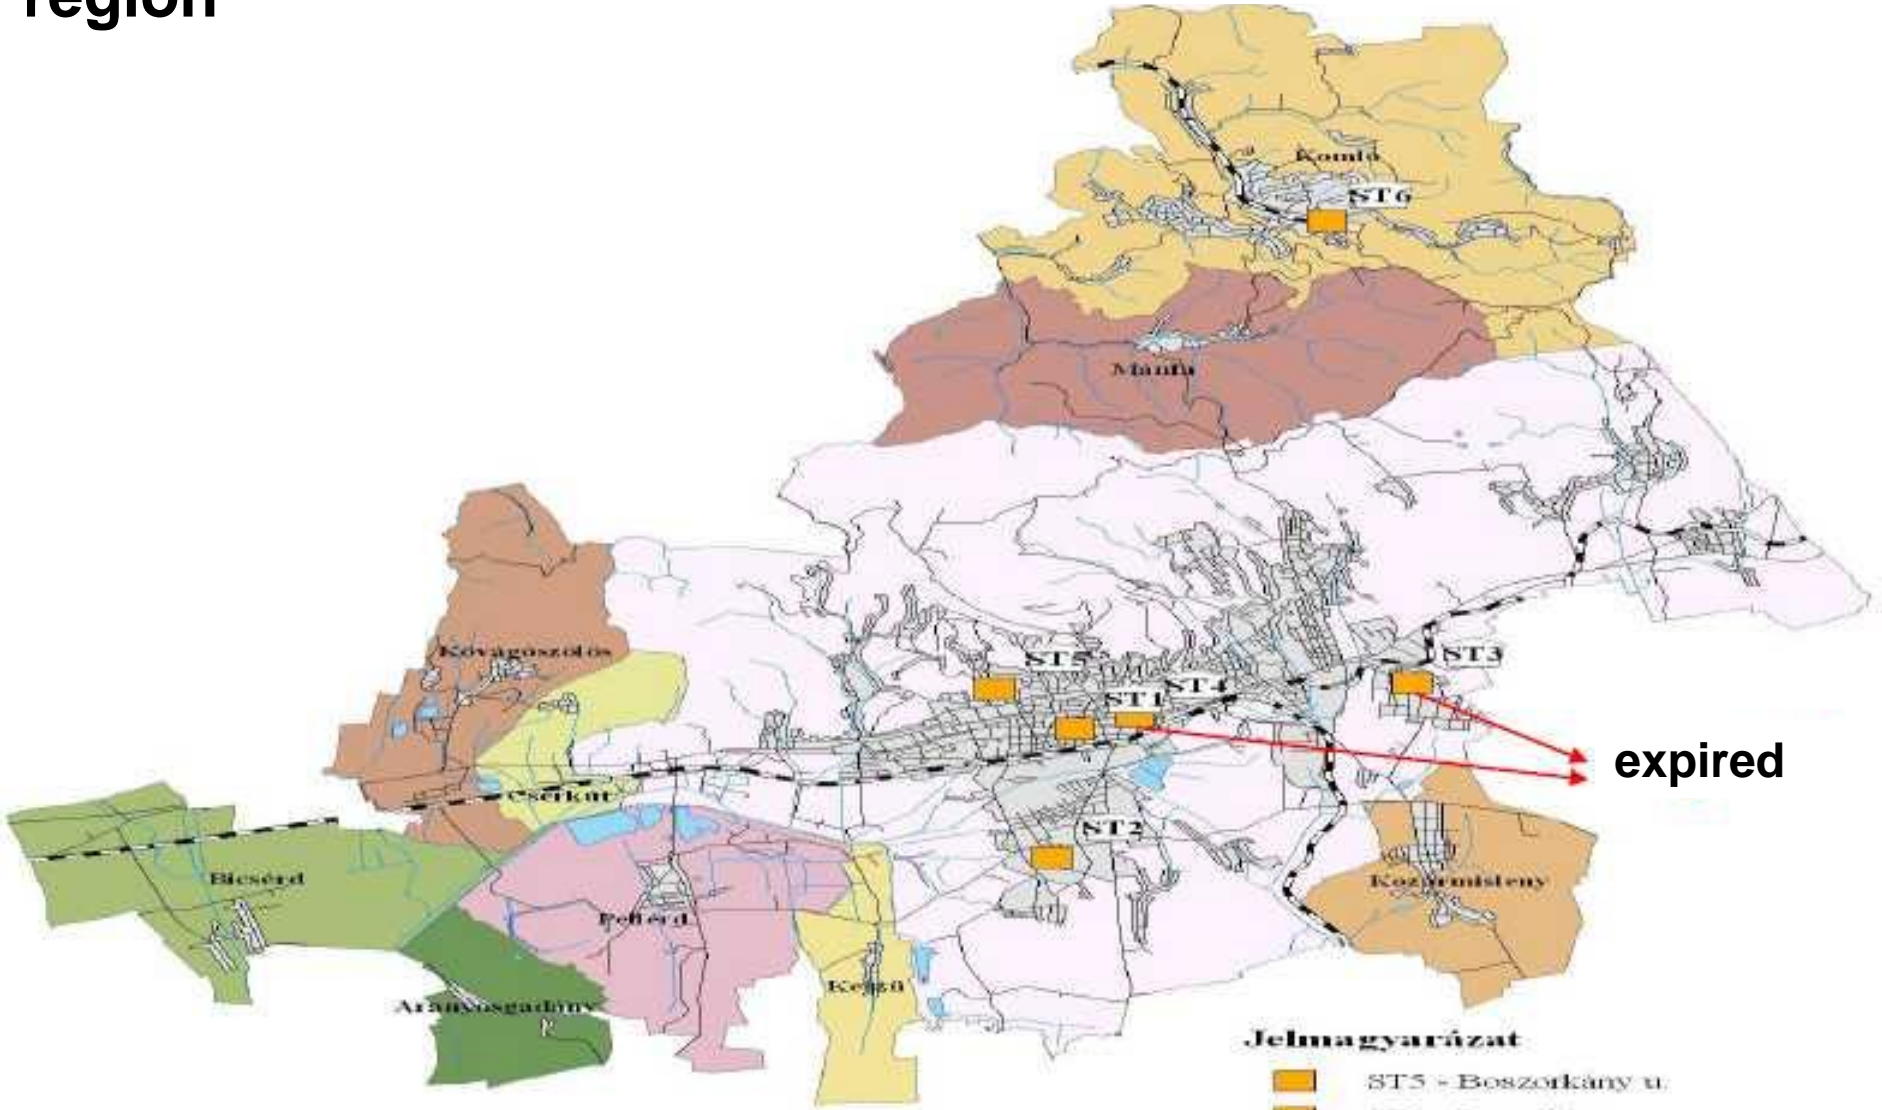 region
Komló
ST6
Mánfa
Kővágószőlős
ST5
ST3
ST4
ST1
expired
Cserkút
ST2
Bicsérd
Kozármisleny
Pellérd
Keszü
Aranyosgadány
Jelmagyarázat
ST5 - Boszorkány u.